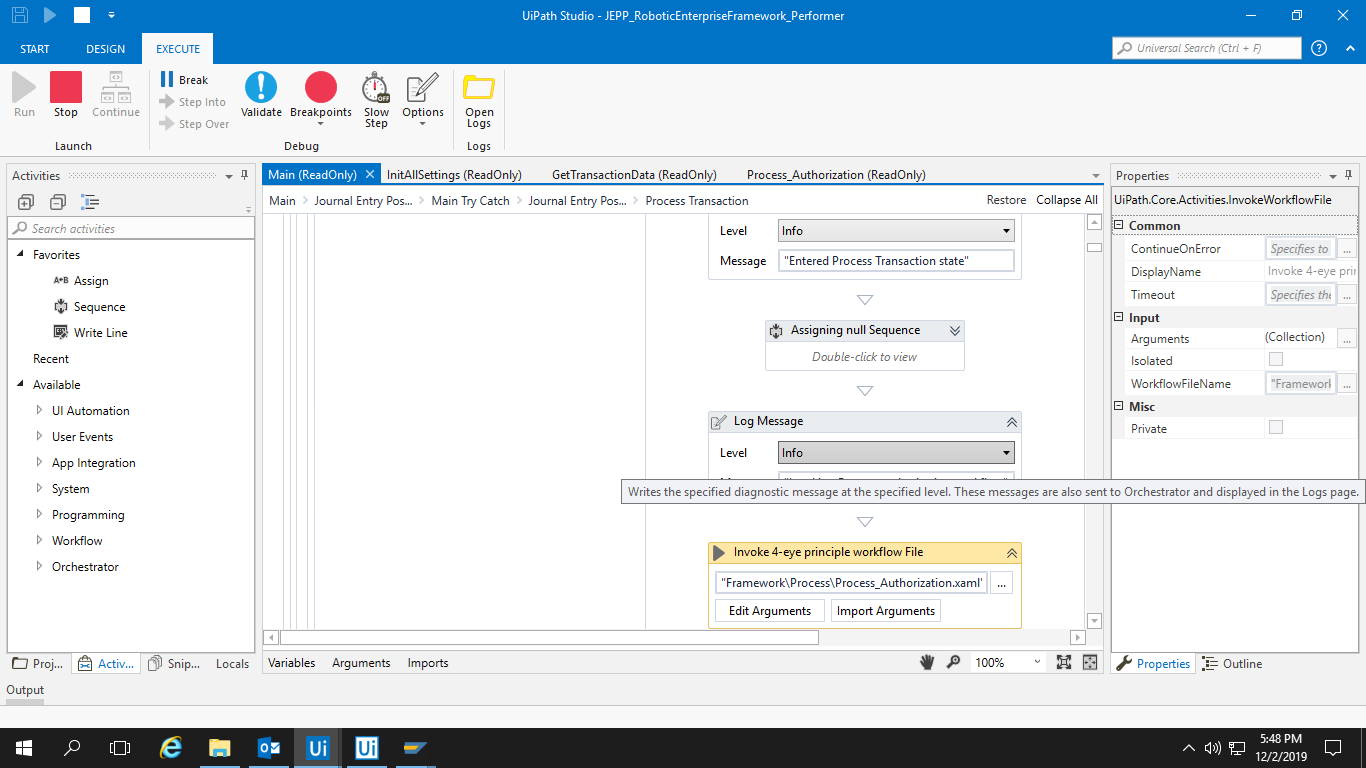 UiPath Studio - JEPP_RoboticEnterpriseFramework_Performer
START DESIGN EXECUTE
Universal Search (Ctrl + F)
Run Stop Continue
Break
Step Into
Step Over
Validate Breakpoints Slow Step Options
Open Logs
OFF
Launch Debug Logs
Activities
Search activities
Favorites
A+B Assign
Sequence
Write Line
Recent
Available
UI Automation
User Events
App Integration
System
Programming
Workflow
Orchestrator
Proj... Activ... Snip... Locals
Main (ReadOnly) InitAllSettings (ReadOnly) GetTransactionData (ReadOnly) Process_Authorization (ReadOnly)
Main Journal Entry Pos... Main Try Catch Journal Entry Pos... Process Transaction Restore Collapse All
Level Info
Message "Entered Process Transaction state"
Assigning null Sequence
Double-click to view
Log Message
Level Info
Writes the specified diagnostic message at the specified level. These messages are also sent to Orchestrator and displayed in the Logs page.
Invoke 4-eye principle workflow File
"Framework\Process\Process_Authorization.xaml" ...
Edit Arguments Import Arguments
Variables Arguments Imports 100%
Properties
UiPath.Core.Activities.InvokeWorkflowFile
Common
ContinueOnError Specifies to ...
DisplayName Invoke 4-eye prin
Timeout Specifies the ...
Input
Arguments (Collection) ...
Isolated
WorkflowFileName "Framework ...
Misc
Private
Properties Outline
Output
Ui Ui
5:48 PM
12/2/2019